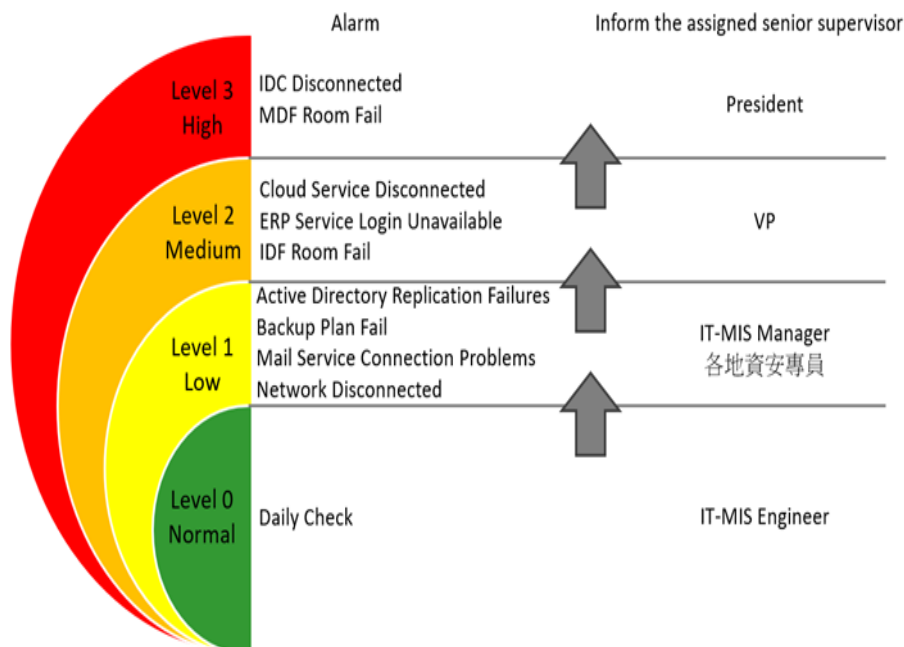 Alarm
Inform the assigned senior supervisor
Level 3
High
IDC Disconnected
MDF Room Fail
President
Level 2
Medium
Cloud Service Disconnected
ERP Service Login Unavailable
IDF Room Fail
VP
Level 1
Low
Active Directory Replication Failures
Backup Plan Fail
Mail Service Connection Problems
Network Disconnected
IT-MIS Manager
各地資安專員
Level 0
Normal
Daily Check
IT-MIS Engineer